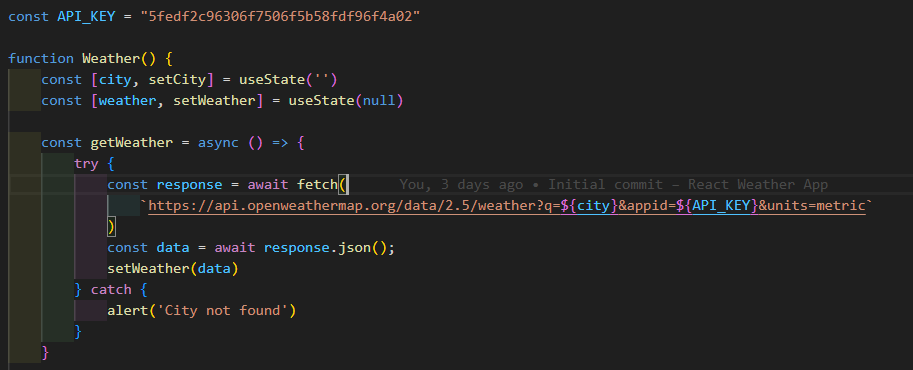 const API_KEY = "5fedf2c96306f7506f5b58fdf96f4a02"
function Weather() {
const [city, setCity] = useState('')
const [weather, setWeather] = useState(null)
const getWeather = async () => {
try {
const response = await fetch( You, 3 days ago • Initial commit – React Weather App
`https://api.openweathermap.org/data/2.5/weather?q=${city}&appid=${API_KEY}&units=metric`
)
const data = await response.json();
setWeather(data)
} catch {
alert('City not found')
}
}